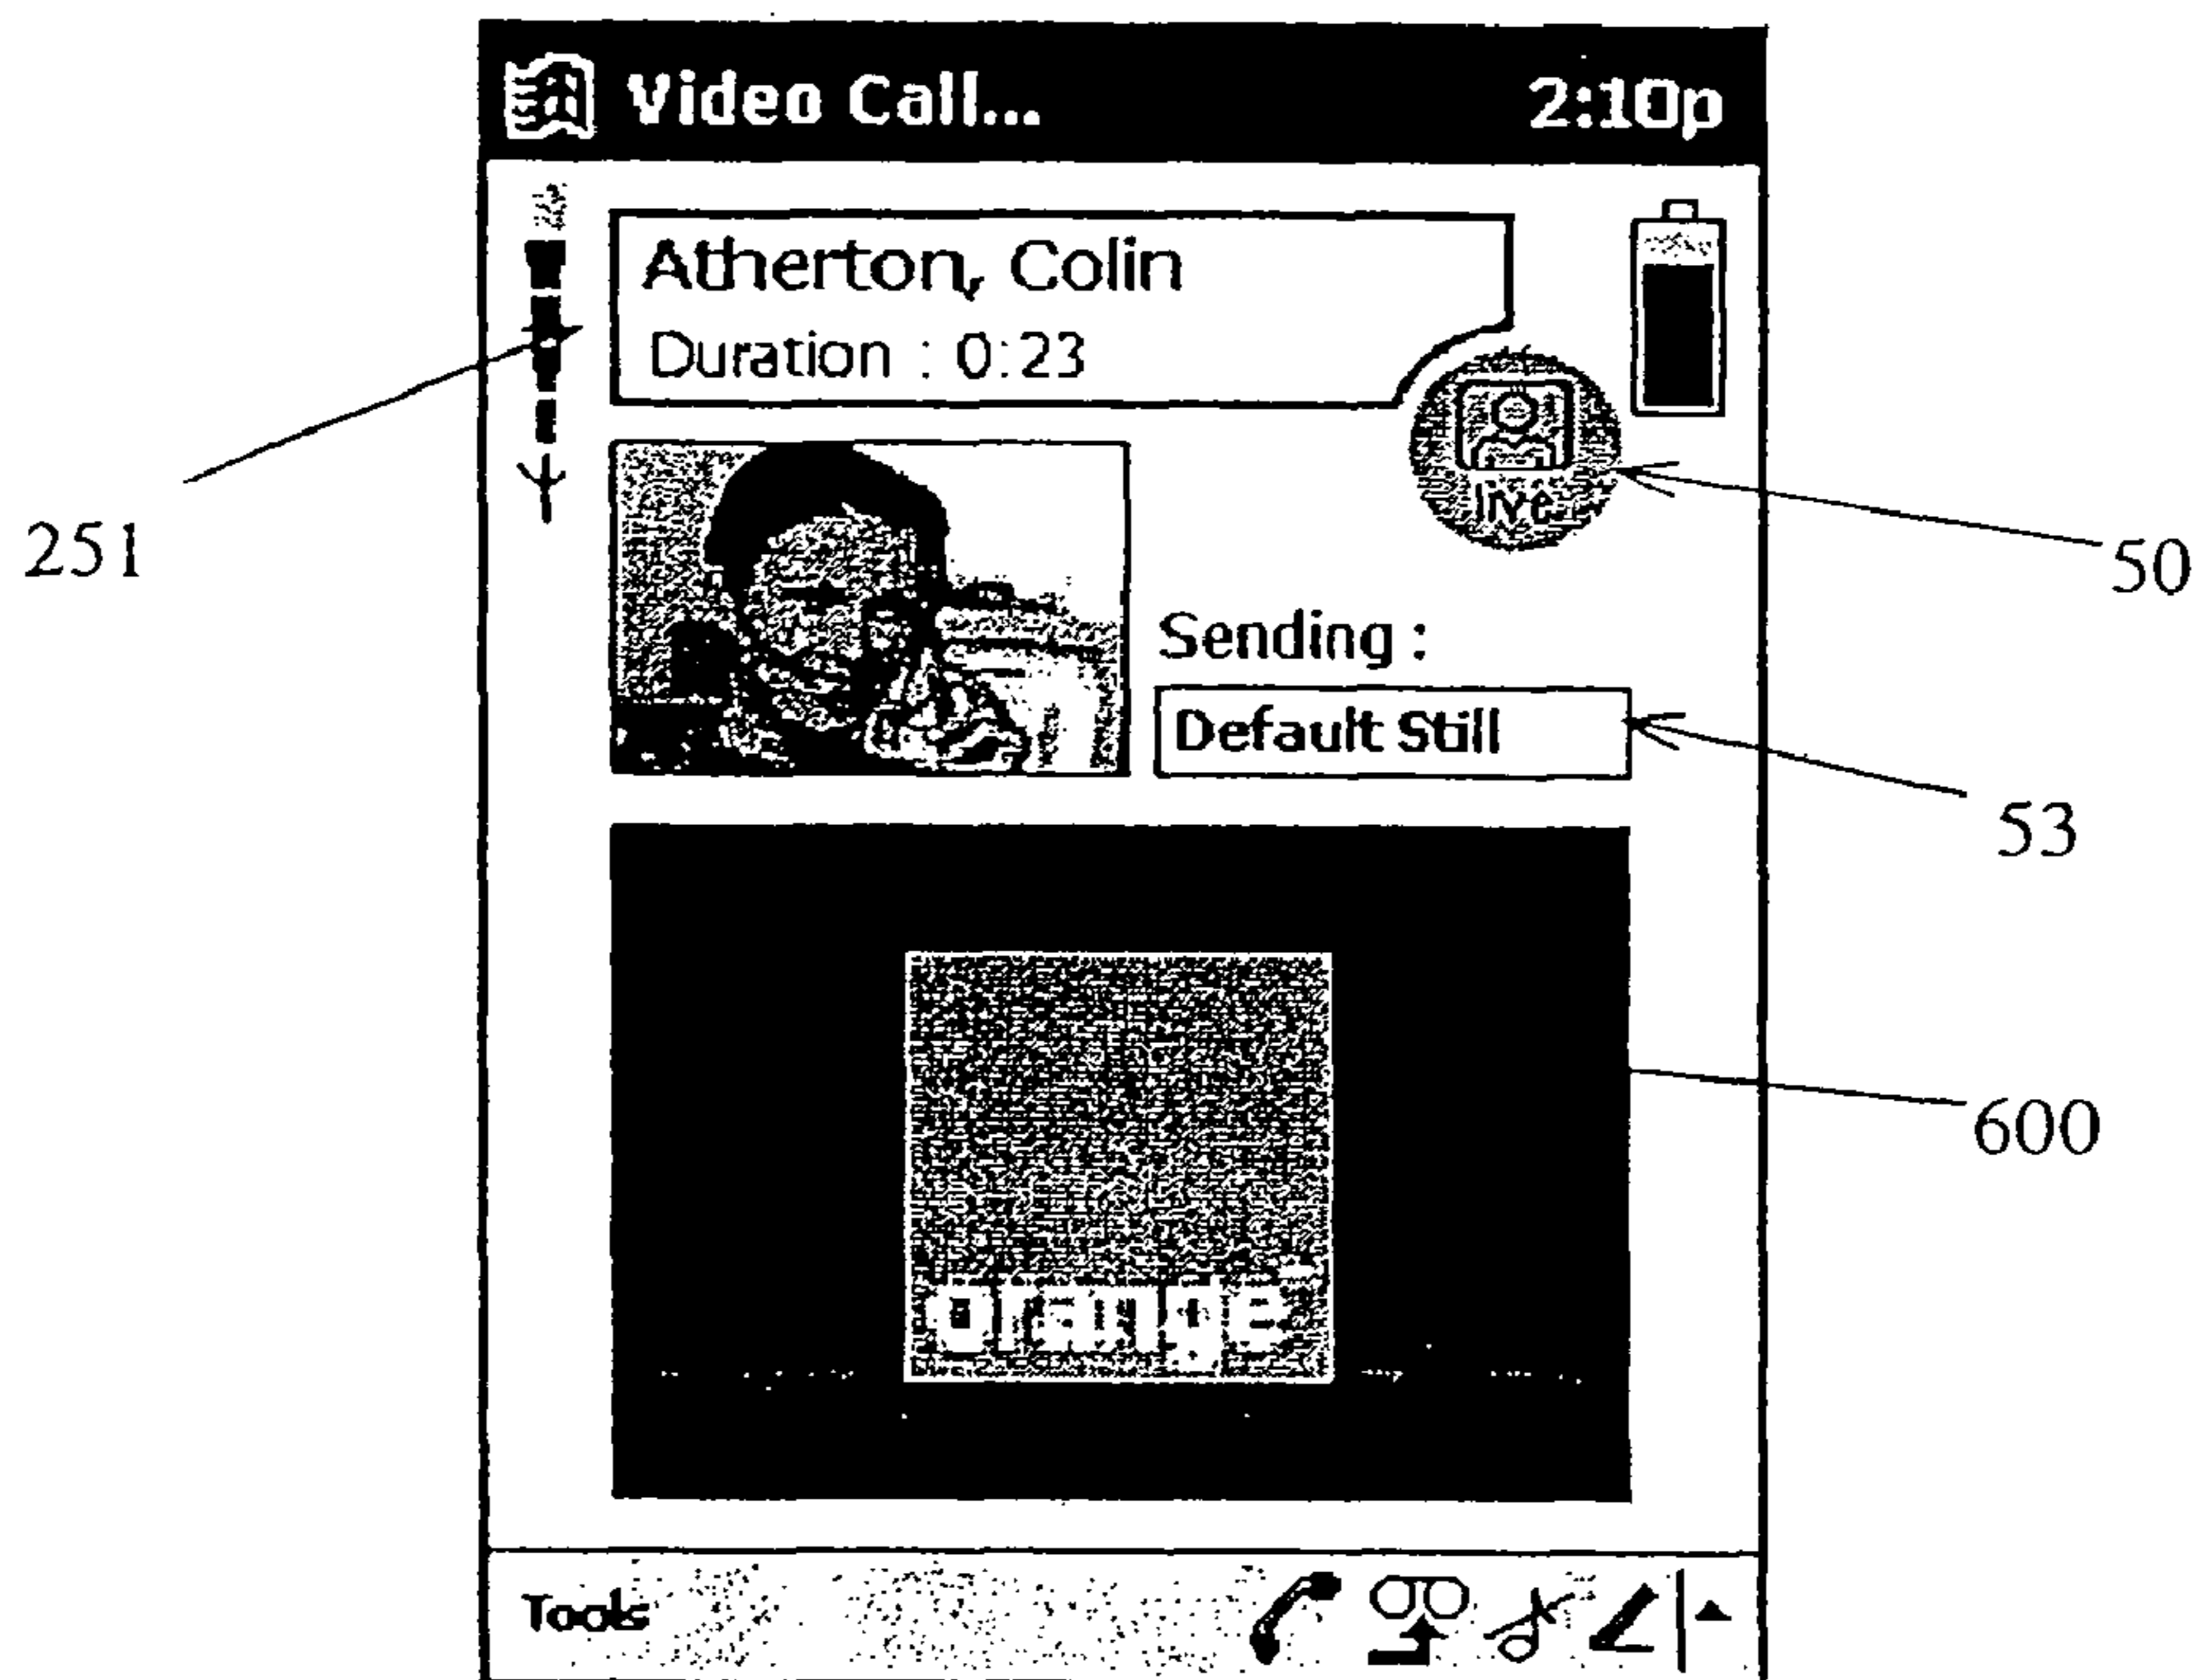 Video Call... 2:10p
Atherton, Colin
Duration : 0:23
live
251
50
Sending :
Default Still
53
600
orange
Tools